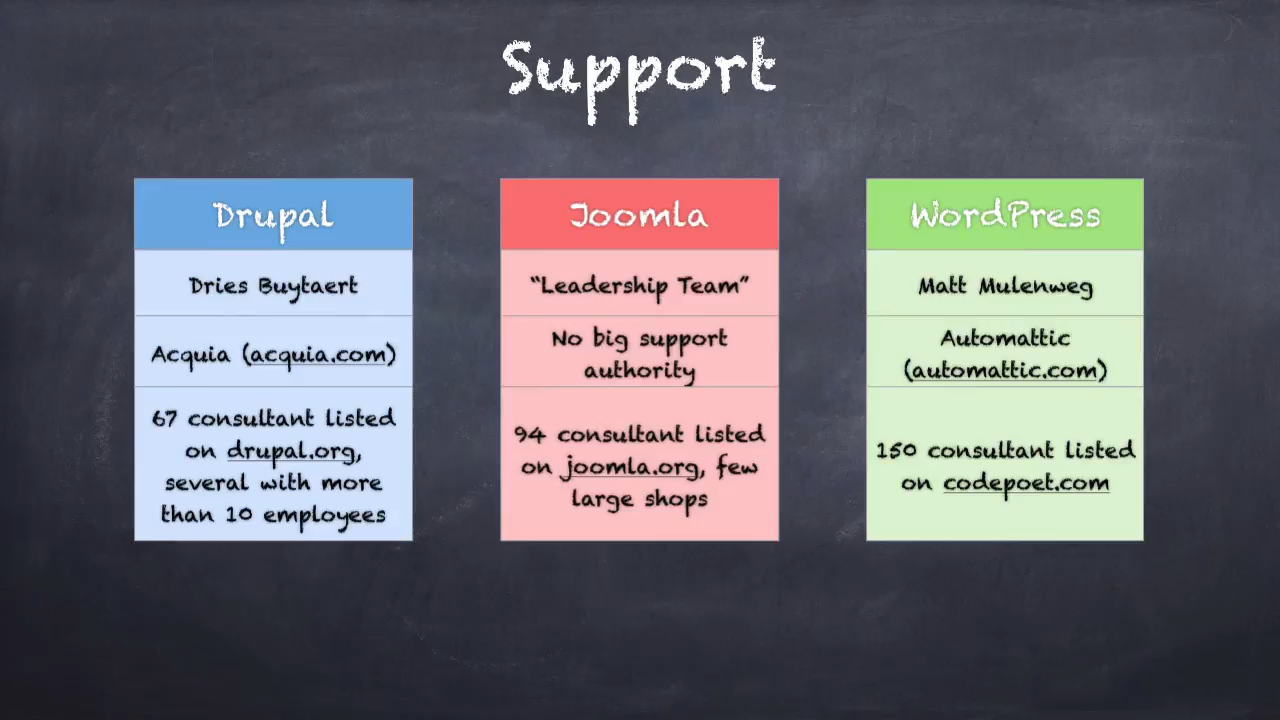 Support
Drupal
Dries Buytaert
Acquia (acquia.com)
67 consultant listed
on drupal.org,
several with more
than 10 employees
Joomla
“Leadership Team”
No big support
authority
94 consultant listed
on joomla.org, few
large shops
WordPress
Matt Mulenweg
Automattic
(automattic.com)
150 consultant listed
on codepoet.com